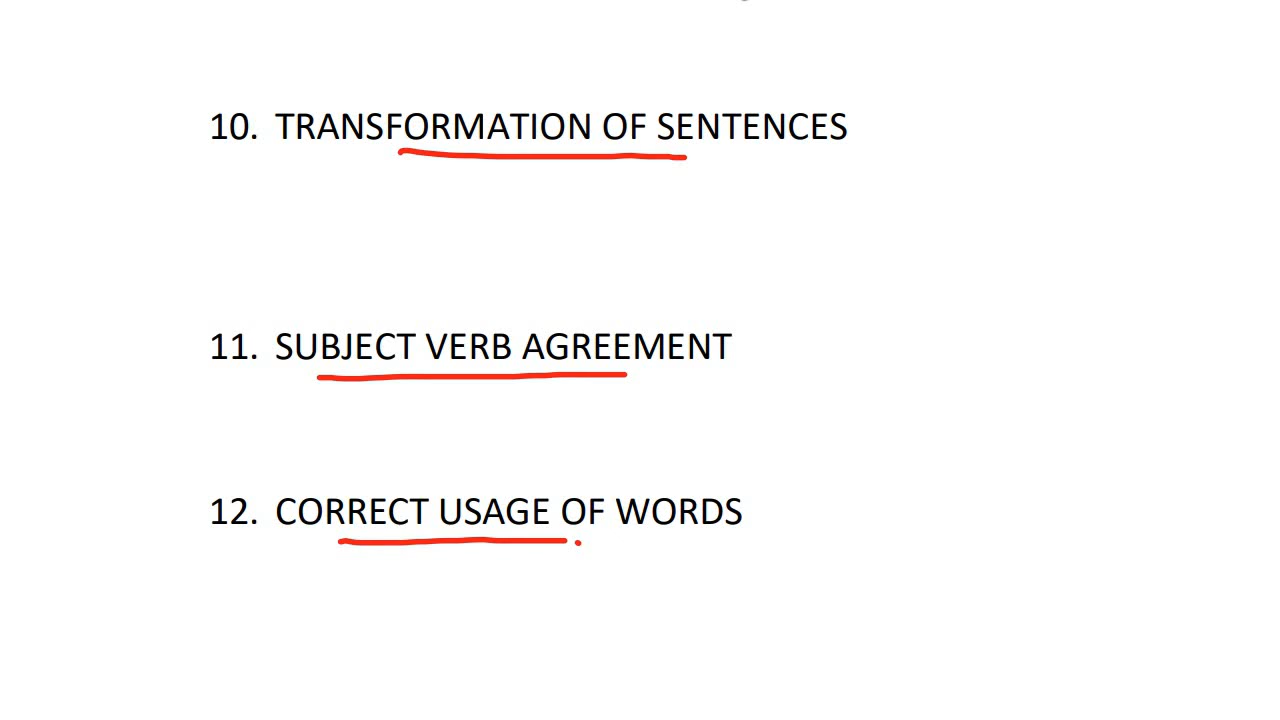 10. TRANSFORMATION OF SENTENCES
11. SUBJECT VERB AGREEMENT
12. CORRECT USAGE OF WORDS